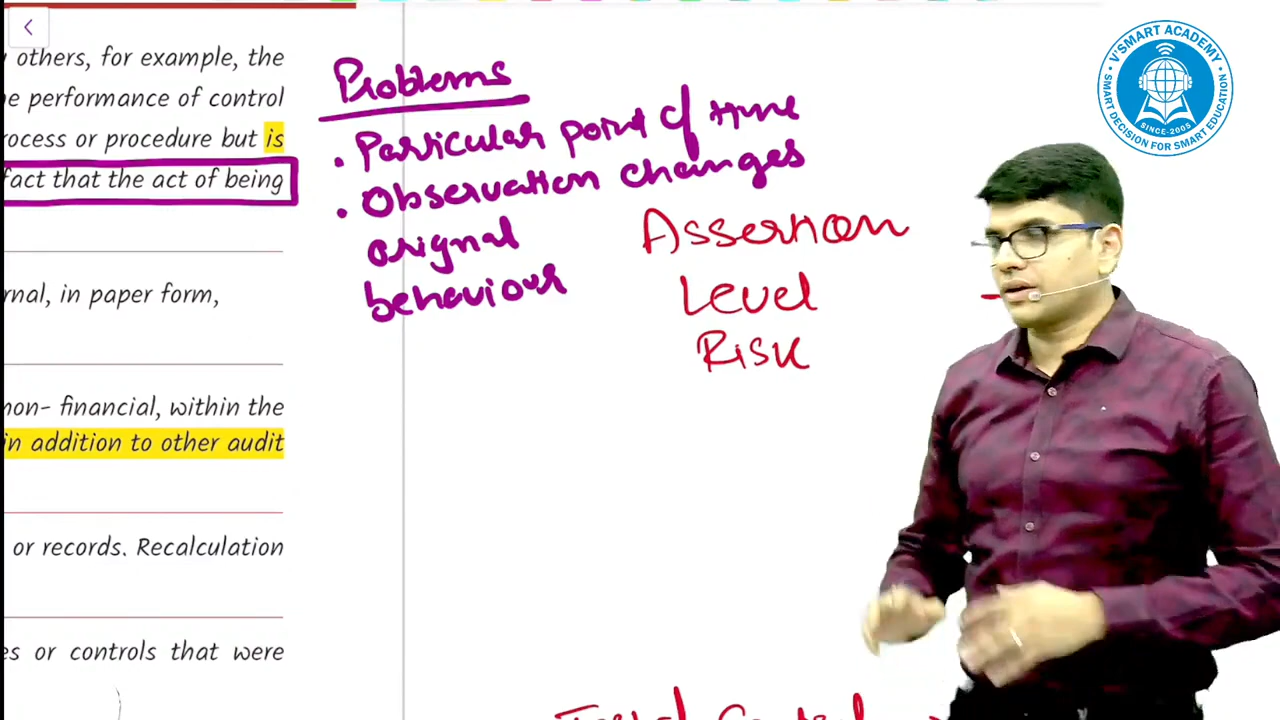 others, for example, the
e performance of control
rocess or procedure but is
fact that the act of being
rnal, in paper form,
non- financial, within the
in addition to other audit
or records. Recalculation
es or controls that were
Problems
• Particular point of time
• Observation changes
orignal
behaviour
Assertion
Level
Risk
V'SMART ACADEMY
SINCE-2005
SMART DECISION FOR SMART EDUCATION